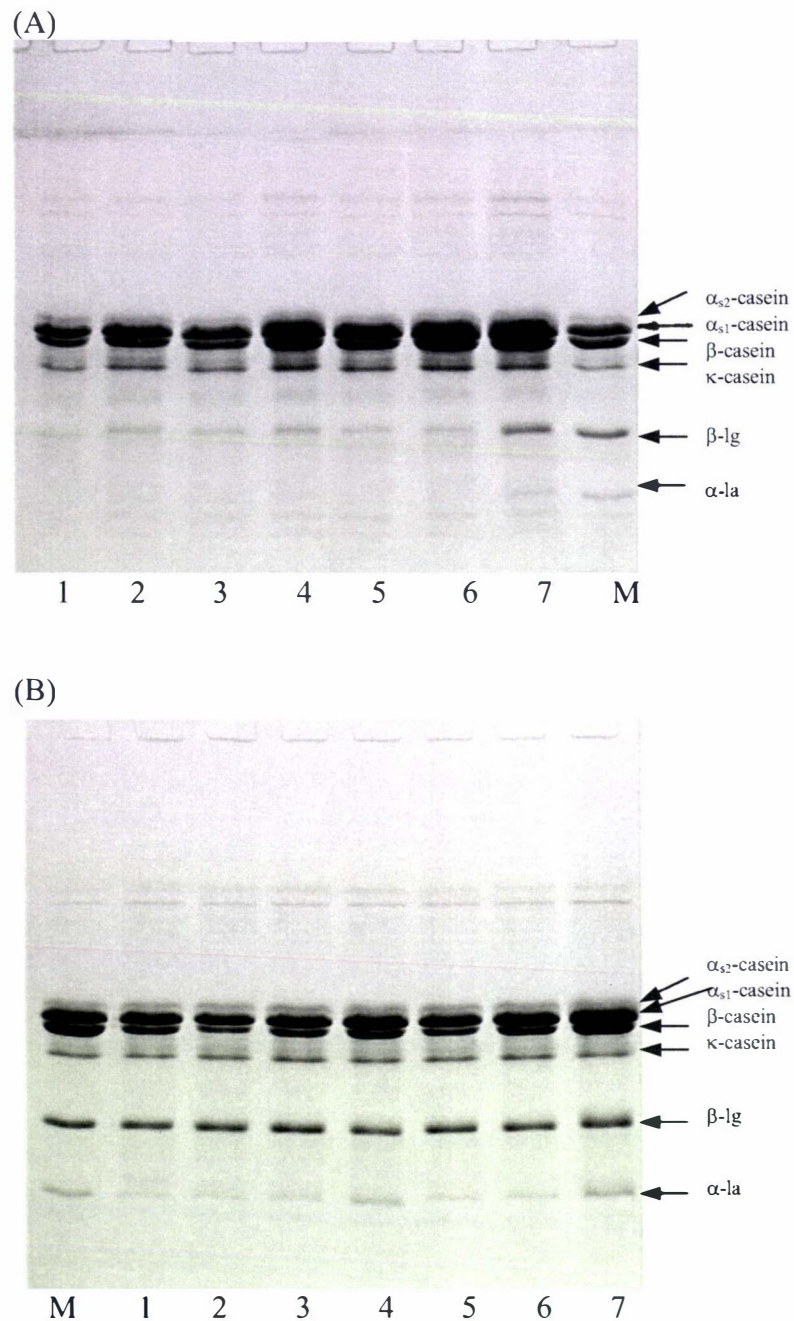 (A)
αs2-casein
αs1-casein
β-casein
κ-casein
β-lg
α-la
1 2 3 4 5 6 7 M
(B)
αs2-casein
αs1-casein
β-casein
κ-casein
β-lg
α-la
M 1 2 3 4 5 6 7